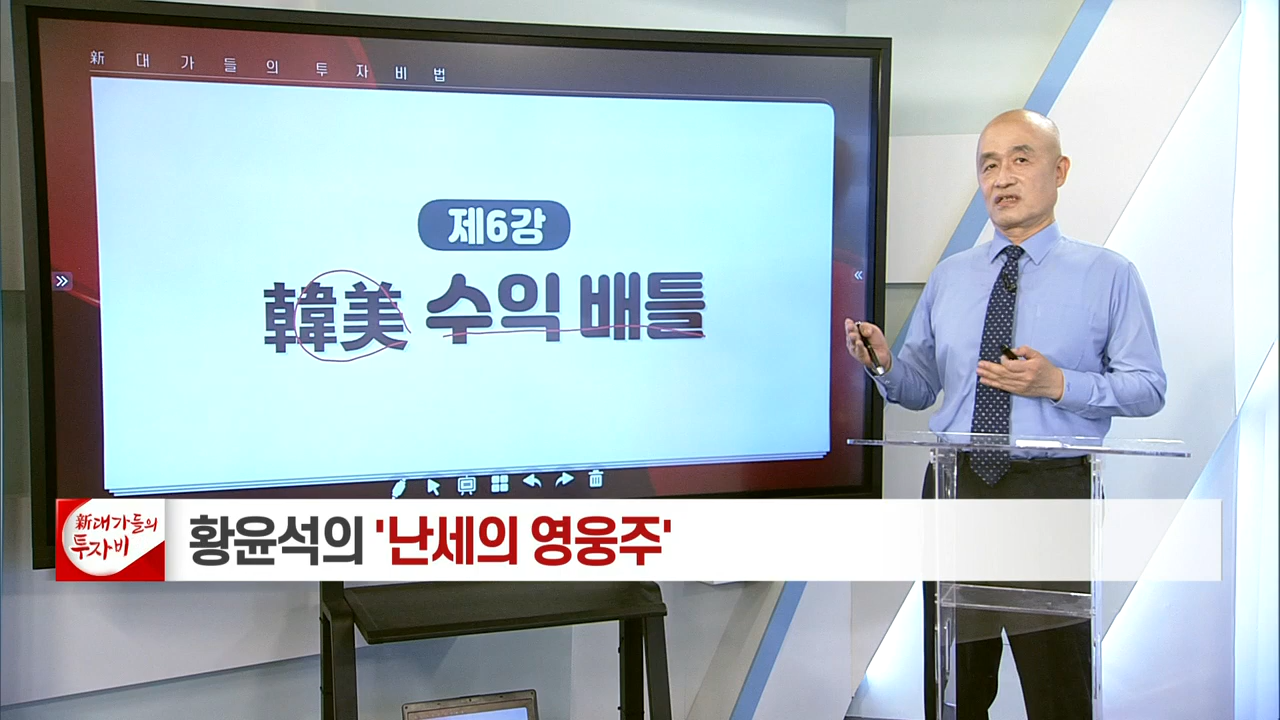 新대가들의 투자비법
제6강
韓美 수익 배틀
新대가들의
투자비
황윤석의 '난세의 영웅주'